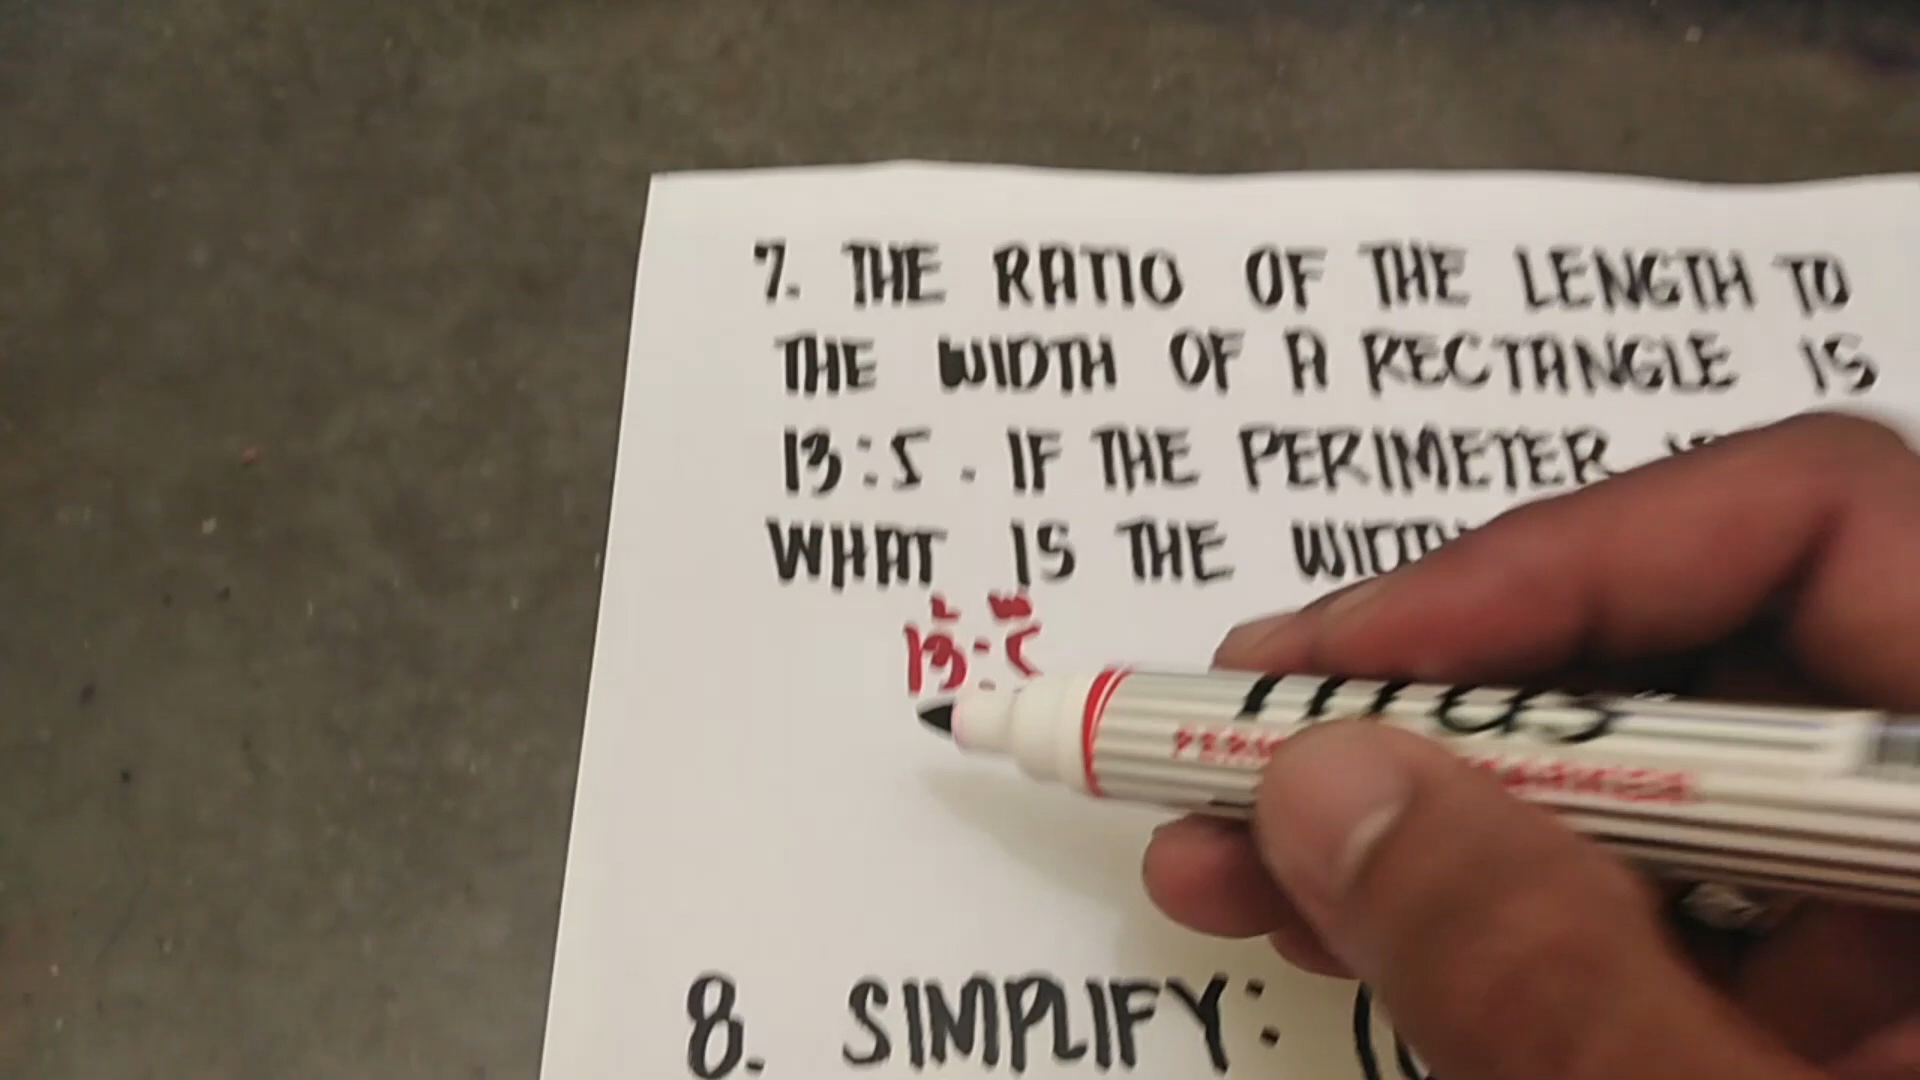 7. THE RATIO OF THE LENGTH TO
THE WIDTH OF A RECTANGLE IS
13:5. IF THE PERIMETER
WHAT IS THE WIDTH
L W
13:5
8. SIMPLIFY: (